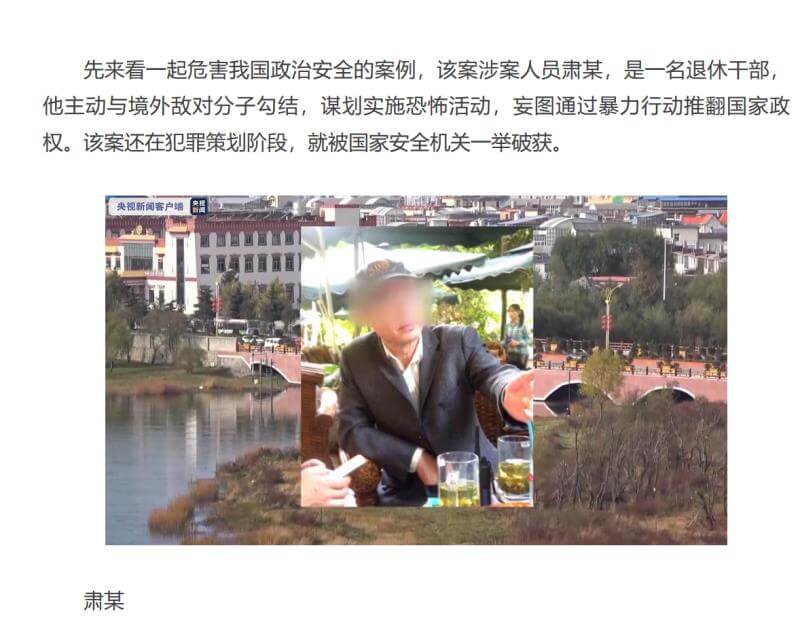 先来看一起危害我国政治安全的案例，该案涉案人员肃某，是一名退休干部，
他主动与境外敌对分子勾结，谋划实施恐怖活动，妄图通过暴力行动推翻国家政
权。该案还在犯罪策划阶段，就被国家安全机关一举破获。
央视新闻客户端 央视新闻
肃某